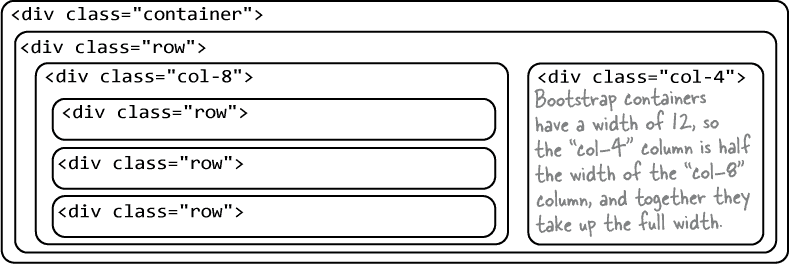 <div class="container">
<div class="row">
<div class="col-8">
<div class="row">
<div class="row">
<div class="row">
<div class="col-4">
Bootstrap containers
have a width of 12, so
the “col-4” column is half
the width of the “col-8”
column, and together they
take up the full width.